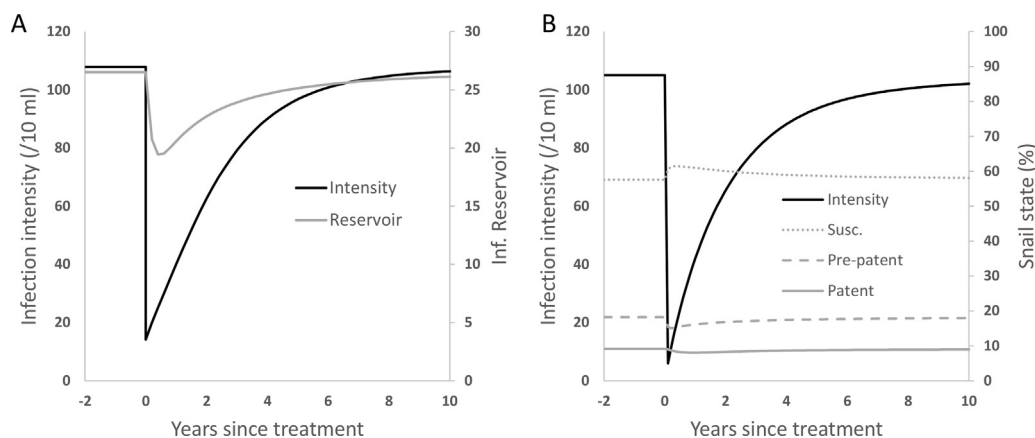 A
Infection intensity (/10 ml)
120
100
80
60
40
20
0
30
25
20
15
10
5
0
Inf. Reservoir
Intensity
Reservoir
-2 0 2 4 6 8 10
Years since treatment
B
Infection intensity (/10 ml)
120
100
80
60
40
20
0
100
90
80
70
60
50
40
30
20
10
0
Snail state (%)
Intensity
Susc.
Pre-patent
Patent
-2 0 2 4 6 8 10
Years since treatment